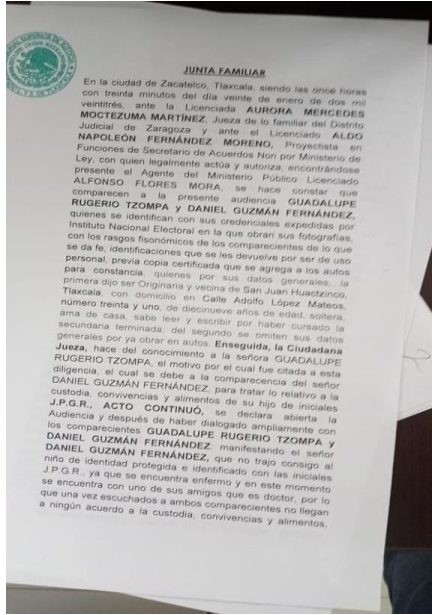 JUNTA FAMILIAR
En la ciudad de Zacatelco, Tlaxcala, siendo las once horas
con treinta minutos del día veinte de enero de dos mil
veintitrés, ante la Licenciada AURORA MERCEDES
MOCTEZUMA MARTÍNEZ, Jueza de lo familiar del Distrito
Judicial de Zaragoza y ante el Licenciado ALDO
NAPOLEÓN FERNÁNDEZ MORENO, Proyectista en
Funciones de Secretario de Acuerdos Non por Ministerio de
Ley, con quien legalmente actúa y autoriza, encontrándose
presente el Agente del Ministerio Público Licenciado
ALFONSO FLORES MORA, se hace constar que
comparecen a la presente audiencia GUADALUPE
RUGERIO TZOMPA y DANIEL GUZMÁN FERNÁNDEZ,
quienes se identifican con sus credenciales expedidas por
Instituto Nacional Electoral en la que obran sus fotografías,
con los rasgos fisonómicos de los comparecientes de lo que
se da fe, identificaciones que se les devuelve por ser de uso
personal, previa copia certificada que se agrega a los autos
para constancia, quienes por sus datos generales, la
primera dijo ser Originaria y vecina de San Juan Huactzinco,
Tlaxcala, con domicilio en Calle Adolfo López Mateos,
número treinta y uno, de diecinueve años de edad, soltera,
ama de casa, sabe leer y escribir por haber cursado la
secundaria terminada; del segundo se omiten sus datos
generales por ya obrar en autos. Enseguida, la Ciudadana
Jueza, hace del conocimiento a la señora GUADALUPE
RUGERIO TZOMPA, el motivo por el cual fue citada a esta
diligencia, el cual se debe a la comparecencia del señor
DANIEL GUZMÁN FERNÁNDEZ, para tratar lo relativo a la
custodia, convivencias y alimentos de su hijo de iniciales
J.P.G.R., ACTO CONTINUÓ, se declara abierta la
Audiencia y después de haber dialogado ampliamente con
los comparecientes GUADALUPE RUGERIO TZOMPA y
DANIEL GUZMÁN FERNÁNDEZ; manifestando el señor
DANIEL GUZMÁN FERNÁNDEZ, que no trajo consigo al
niño de identidad protegida e identificado con las iniciales
J.P.G.R., ya que se encuentra enfermo y en este momento
se encuentra con uno de sus amigos que es doctor, por lo
que una vez escuchados a ambos comparecientes no llegan
a ningún acuerdo a la custodia, convivencias y alimentos,